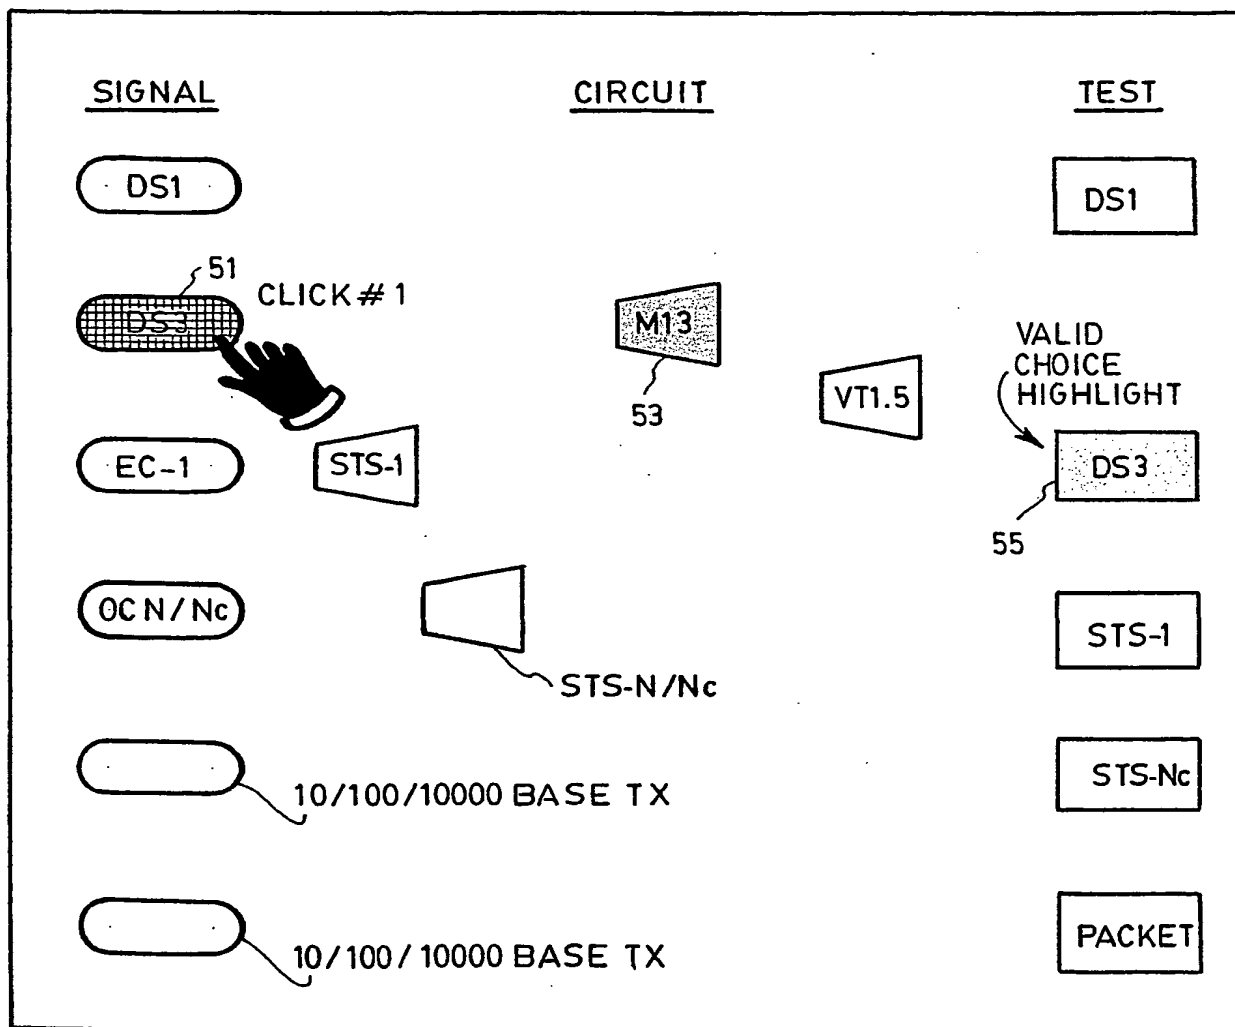 SIGNAL
CIRCUIT
TEST
DS1
DS1
51
CLICK #1
DS3
M13
53
VT1.5
VALID
CHOICE
HIGHLIGHT
EC-1
STS-1
DS3
55
OC N/Nc
STS-N/Nc
STS-1
10/100/10000 BASE TX
STS-Nc
10/100/10000 BASE TX
PACKET